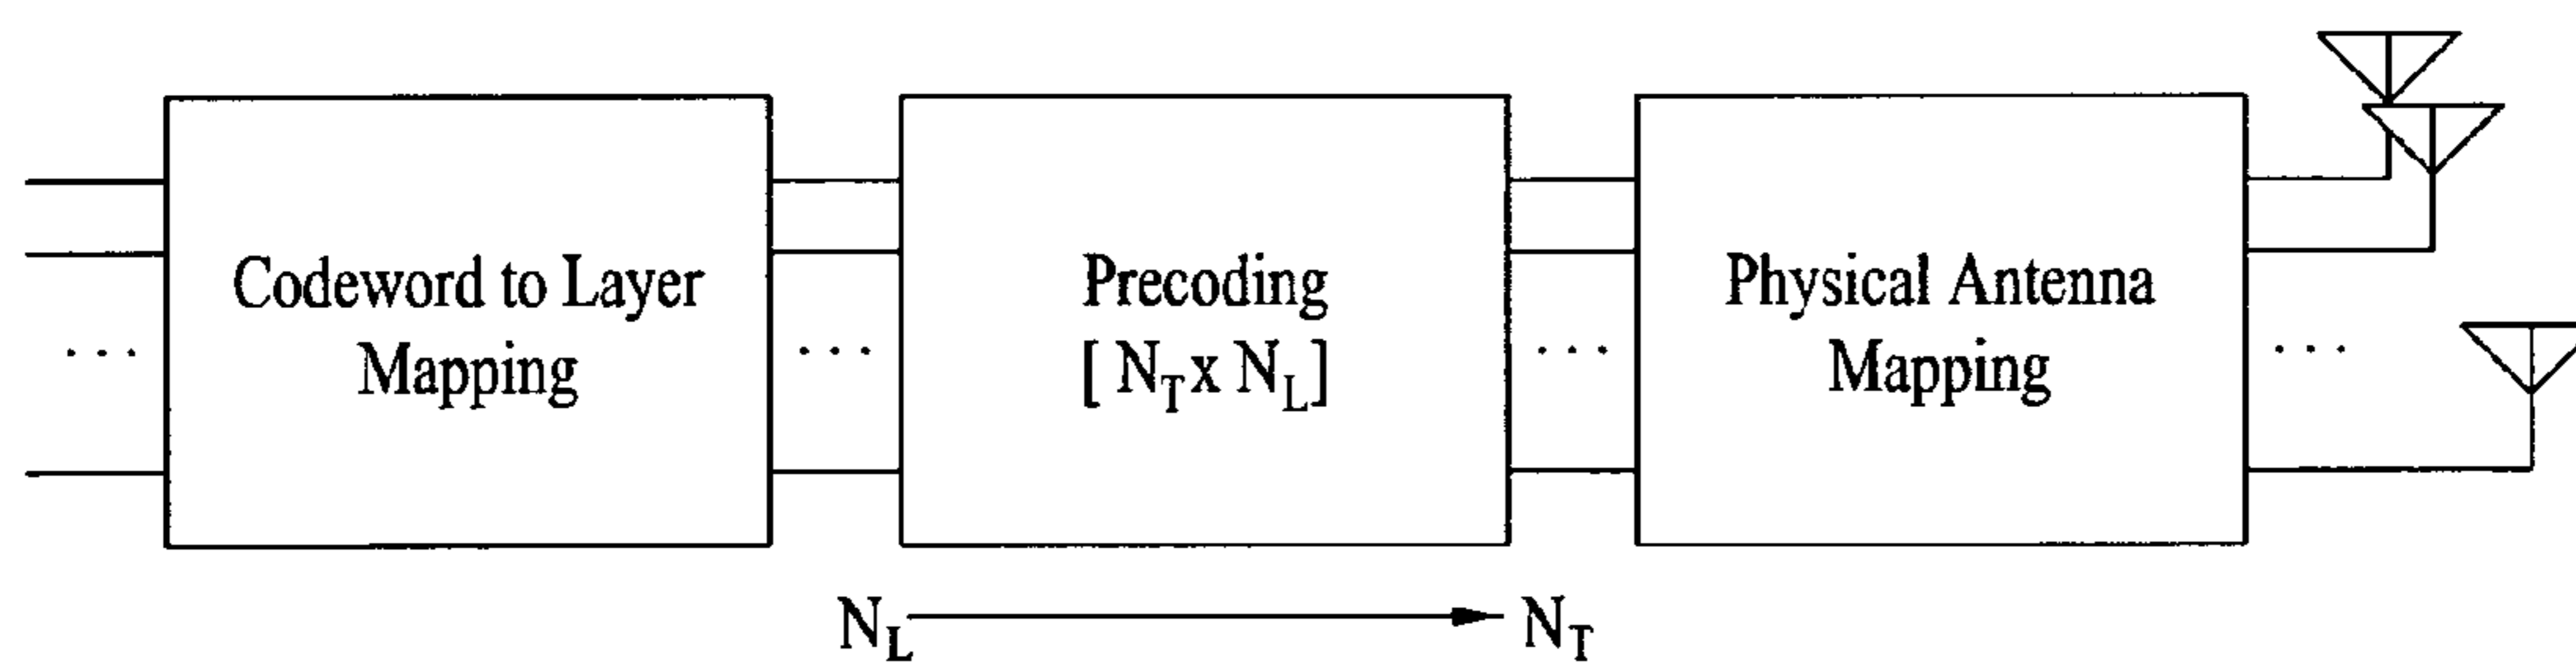 Codeword to Layer
Mapping
. . .
Precoding
[ N_T x N_L ]
. . .
Physical Antenna
Mapping
. . .
. . .
N_L
N_T